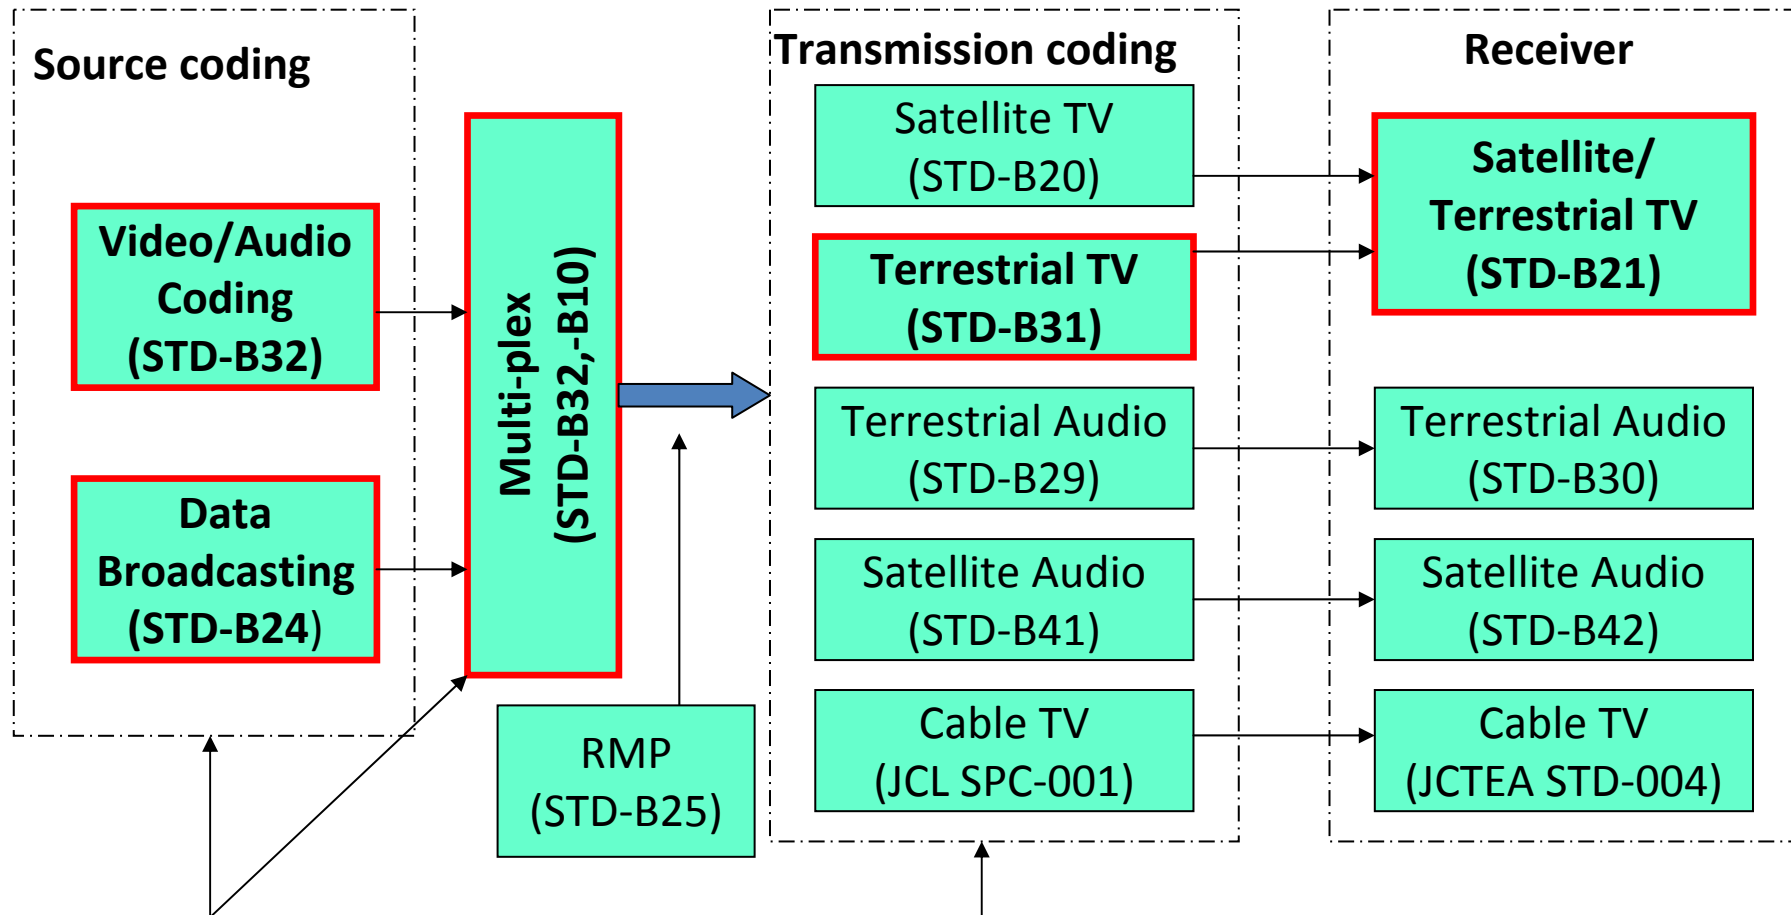 Source coding
Video/Audio
Coding
(STD-B32)
Data
Broadcasting
(STD-B24)
Multi-plex
(STD-B32,-B10)
RMP
(STD-B25)
Transmission coding
Satellite TV
(STD-B20)
Terrestrial TV
(STD-B31)
Terrestrial Audio
(STD-B29)
Satellite Audio
(STD-B41)
Cable TV
(JCL SPC-001)
Receiver
Satellite/
Terrestrial TV
(STD-B21)
Terrestrial Audio
(STD-B30)
Satellite Audio
(STD-B42)
Cable TV
(JCTEA STD-004)